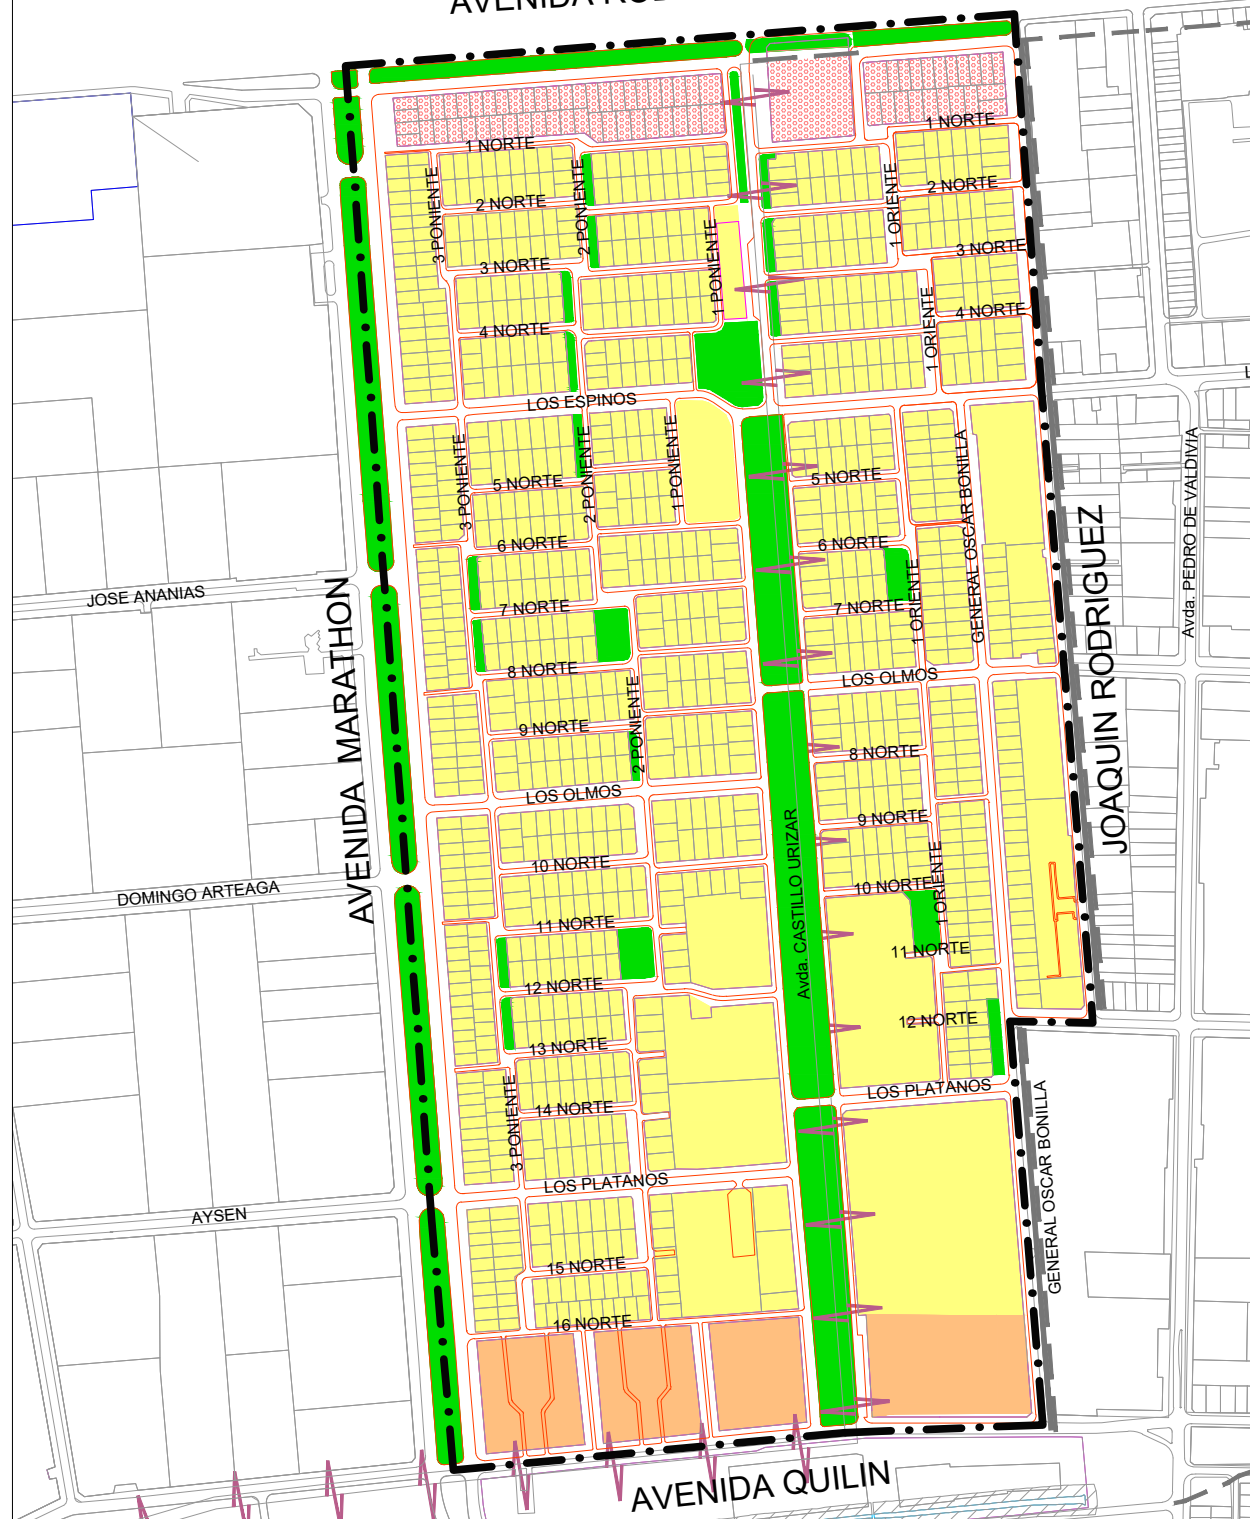 AVENIDA
1 NORTE
1 NORTE
3 PONIENTE
2 PONIENTE
2 NORTE
1 ORIENTE
2 NORTE
1 PONIENTE
3 NORTE
3 NORTE
4 NORTE
1 ORIENTE
4 NORTE
LOS ESPINOS
3 PONIENTE
2 PONIENTE
1 PONIENTE
5 NORTE
5 NORTE
GENERAL OSCAR BONILLA
Avda. PEDRO DE VALDIVIA
6 NORTE
6 NORTE
JOSE ANANIAS
7 NORTE
7 NORTE
1 ORIENTE
JOAQUIN RODRIGUEZ
AVENIDA MARATHON
8 NORTE
LOS OLMOS
2 PONIENTE
9 NORTE
8 NORTE
LOS OLMOS
9 NORTE
Avda. CASTILLO URIZAR
10 NORTE
10 NORTE
1 ORIENTE
DOMINGO ARTEAGA
11 NORTE
11 NORTE
12 NORTE
12 NORTE
13 NORTE
3 PONIENTE
14 NORTE
LOS PLATANOS
GENERAL OSCAR BONILLA
LOS PLATANOS
AYSEN
15 NORTE
16 NORTE
AVENIDA QUILIN